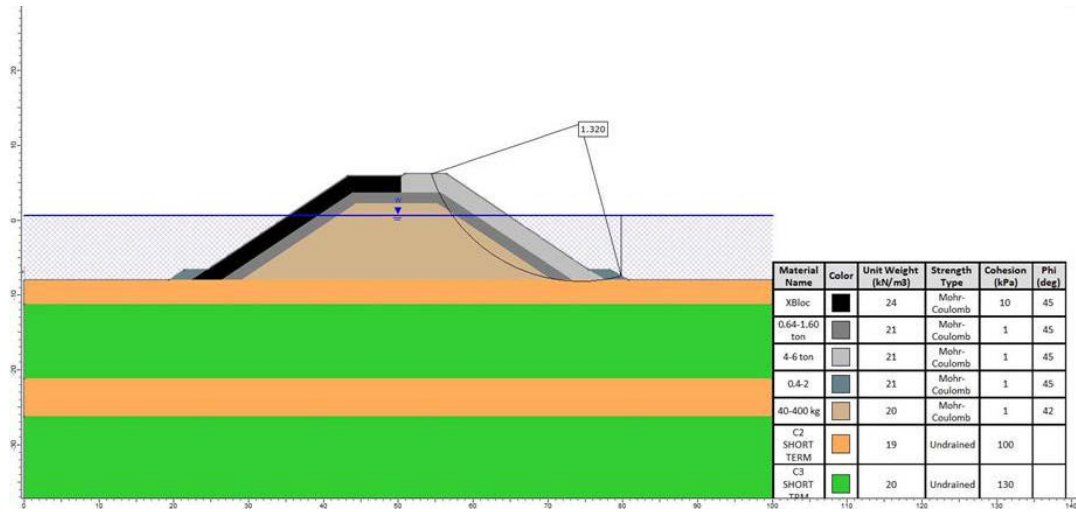 20
10
0
-10
-20
-30
1.320
W
Material Name Color Unit Weight (kN/m3) Strength Type Cohesion (kPa) Phi (deg)
XBloc 24 Mohr-Coulomb 10 45
0.64-1.60 ton 21 Mohr-Coulomb 1 45
4-6 ton 21 Mohr-Coulomb 1 45
0.4-2 21 Mohr-Coulomb 1 45
40-400 kg 20 Mohr-Coulomb 1 42
C2 SHORT TERM 19 Undrained 100
C3 SHORT 20 Undrained 130
0 10 20 30 40 50 60 70 80 90 100 110 120 130 140